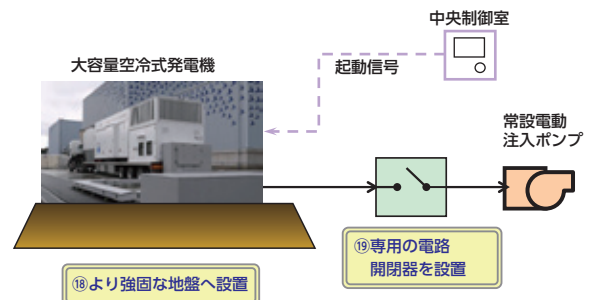 中央制御室
大容量空冷式発電機
起動信号
常設電動
注入ポンプ
⑲専用の電路
開閉器を設置
⑱より強固な地盤へ設置